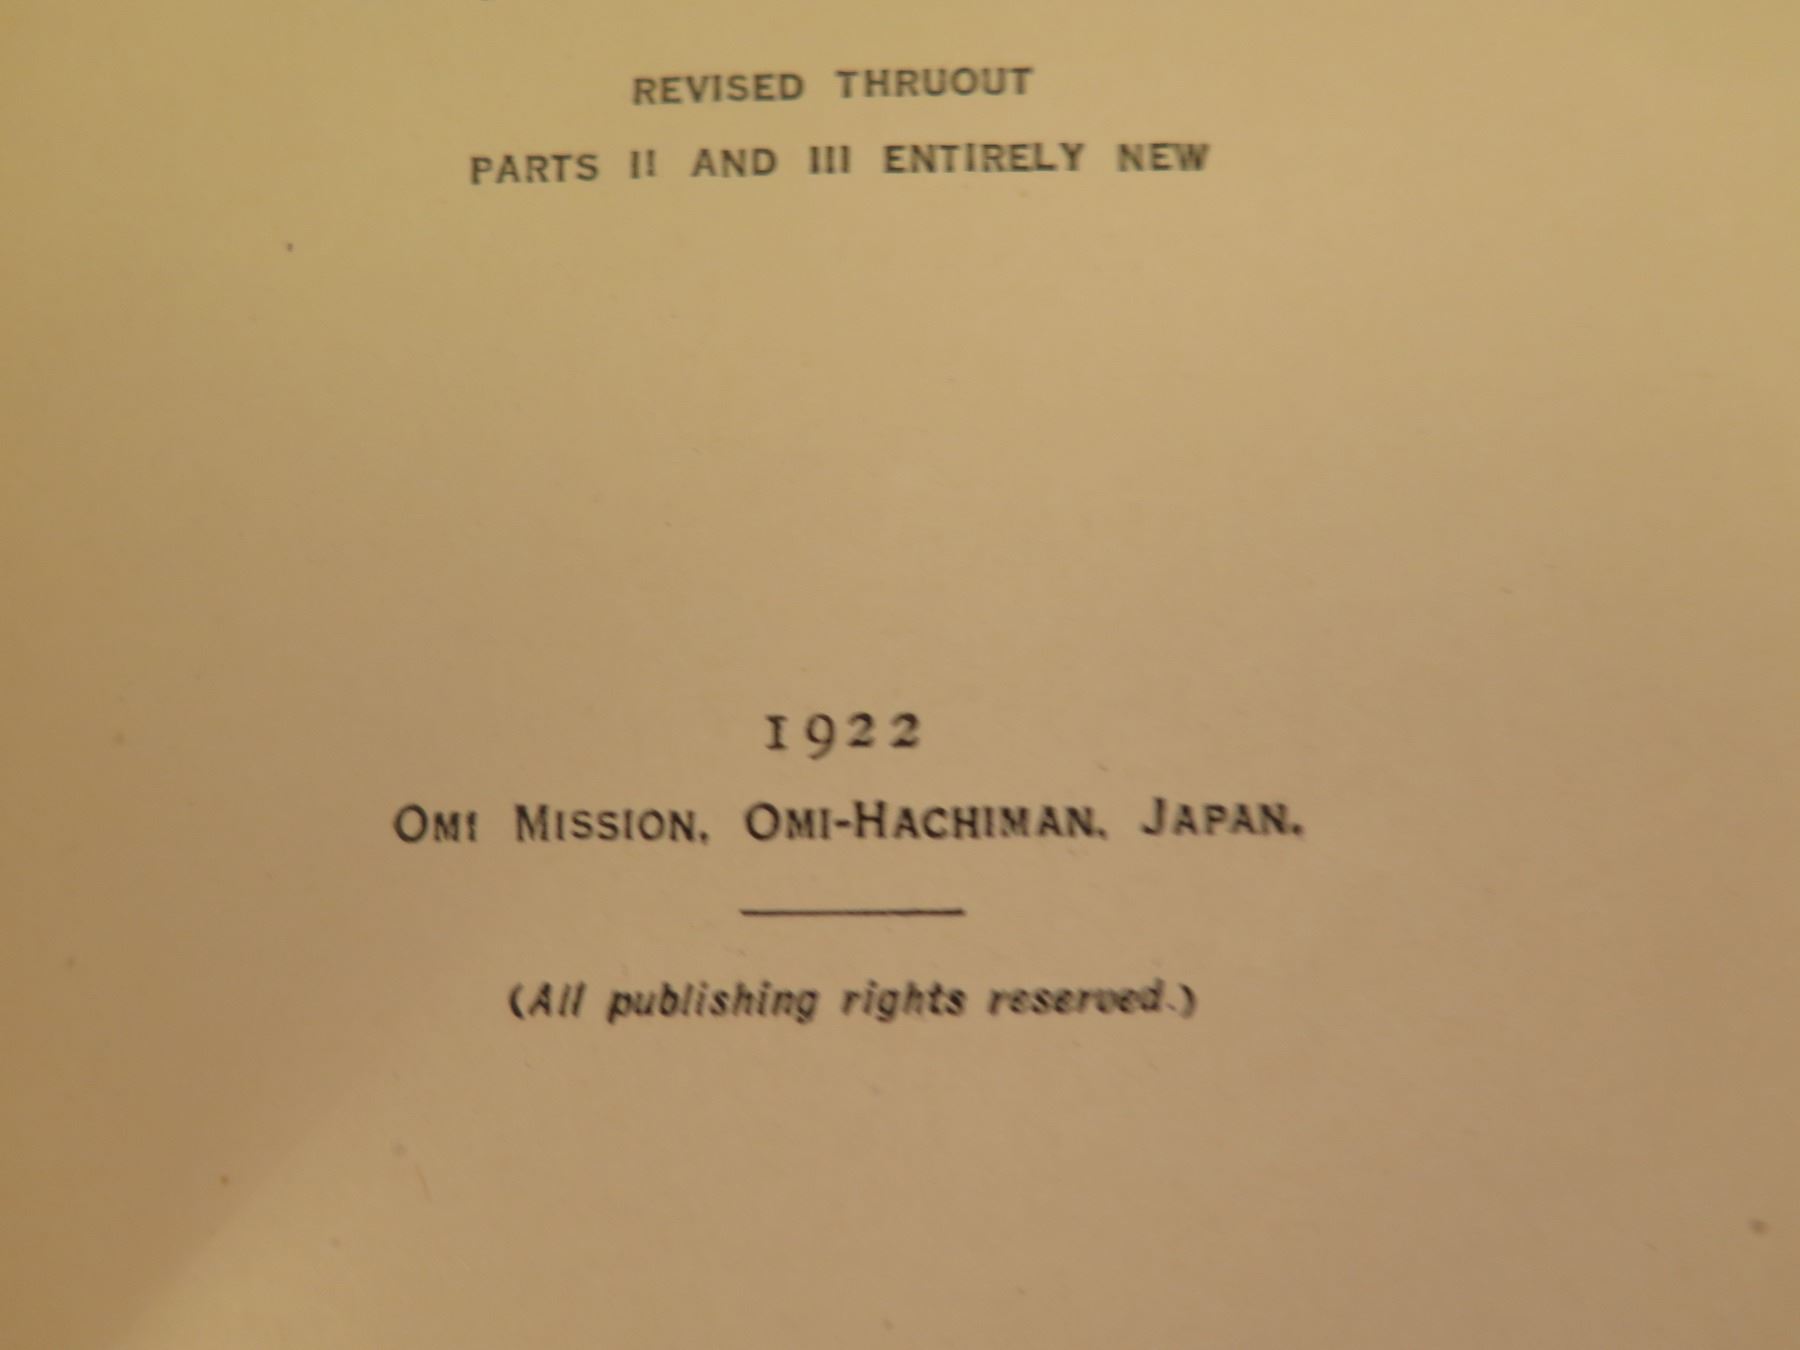 REVISED THRUOUT
PARTS II AND III ENTIRELY NEW
1922
OMI MISSION, OMI-HACHIMAN, JAPAN.
(All publishing rights reserved.)